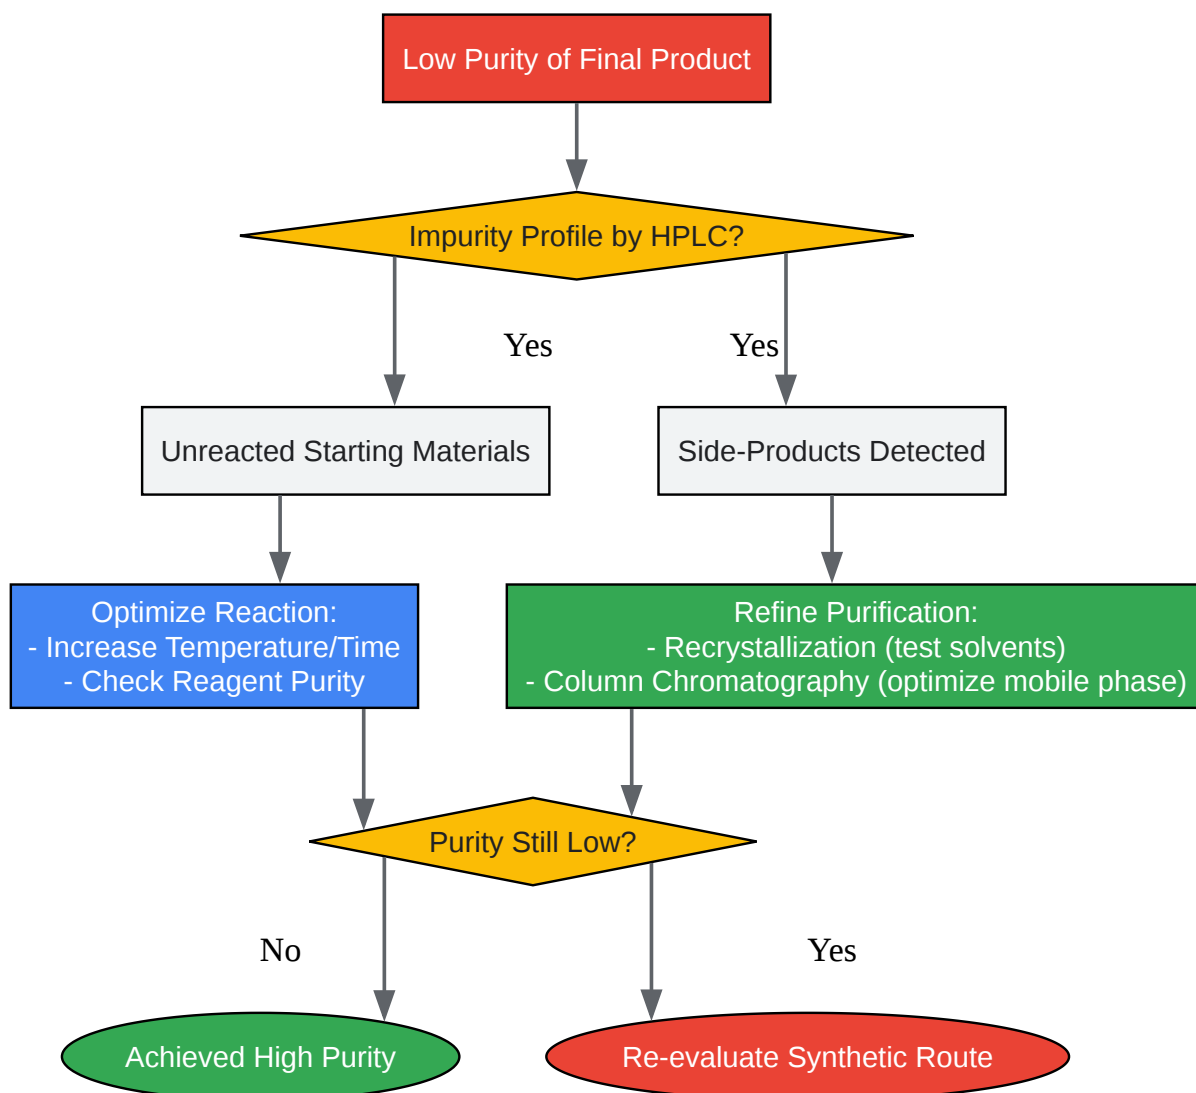 Low Purity of Final Product
Impurity Profile by HPLC?
Yes
Yes
Unreacted Starting Materials
Side-Products Detected
Optimize Reaction:
- Increase Temperature/Time
- Check Reagent Purity
Refine Purification:
- Recrystallization (test solvents)
- Column Chromatography (optimize mobile phase)
Purity Still Low?
No
Yes
Achieved High Purity
Re-evaluate Synthetic Route